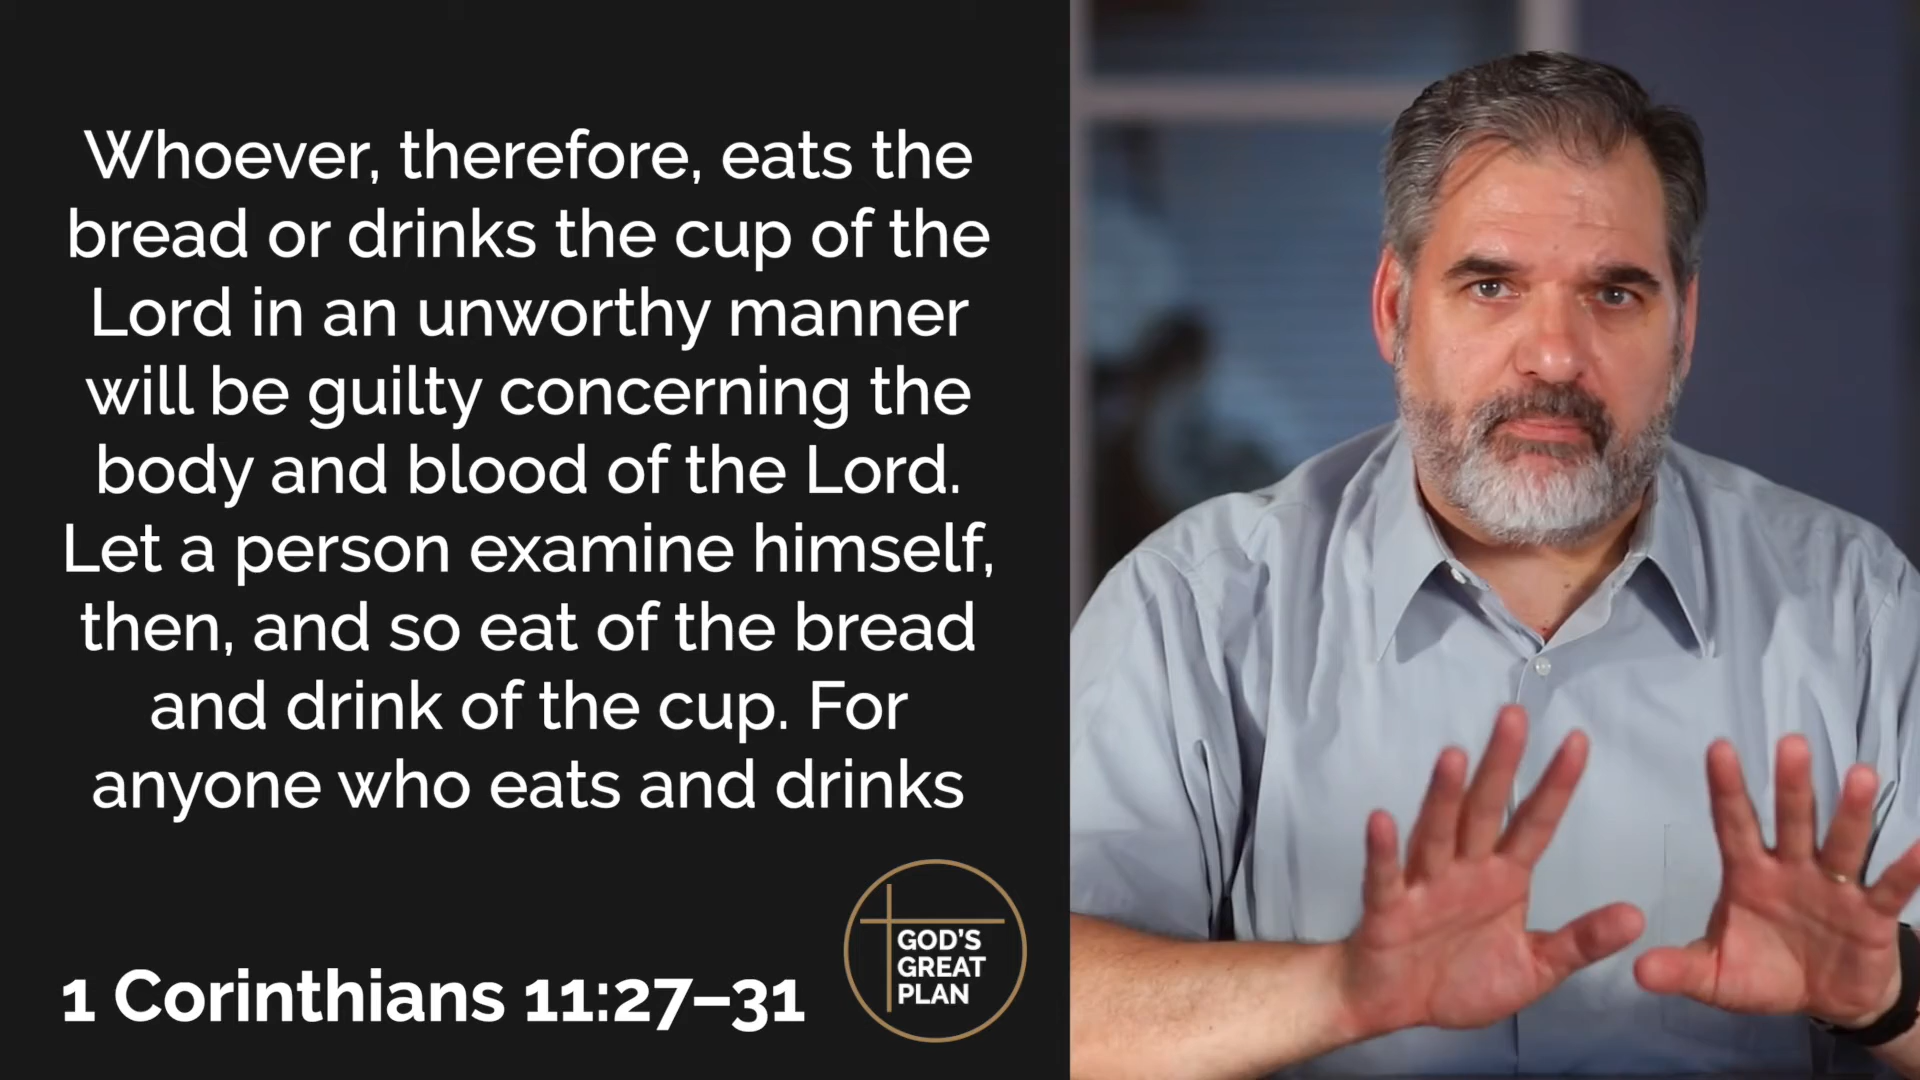 Whoever, therefore, eats the
bread or drinks the cup of the
Lord in an unworthy manner
will be guilty concerning the
body and blood of the Lord.
Let a person examine himself,
then, and so eat of the bread
and drink of the cup. For
anyone who eats and drinks
1 Corinthians 11:27–31
GOD'S
GREAT
PLAN